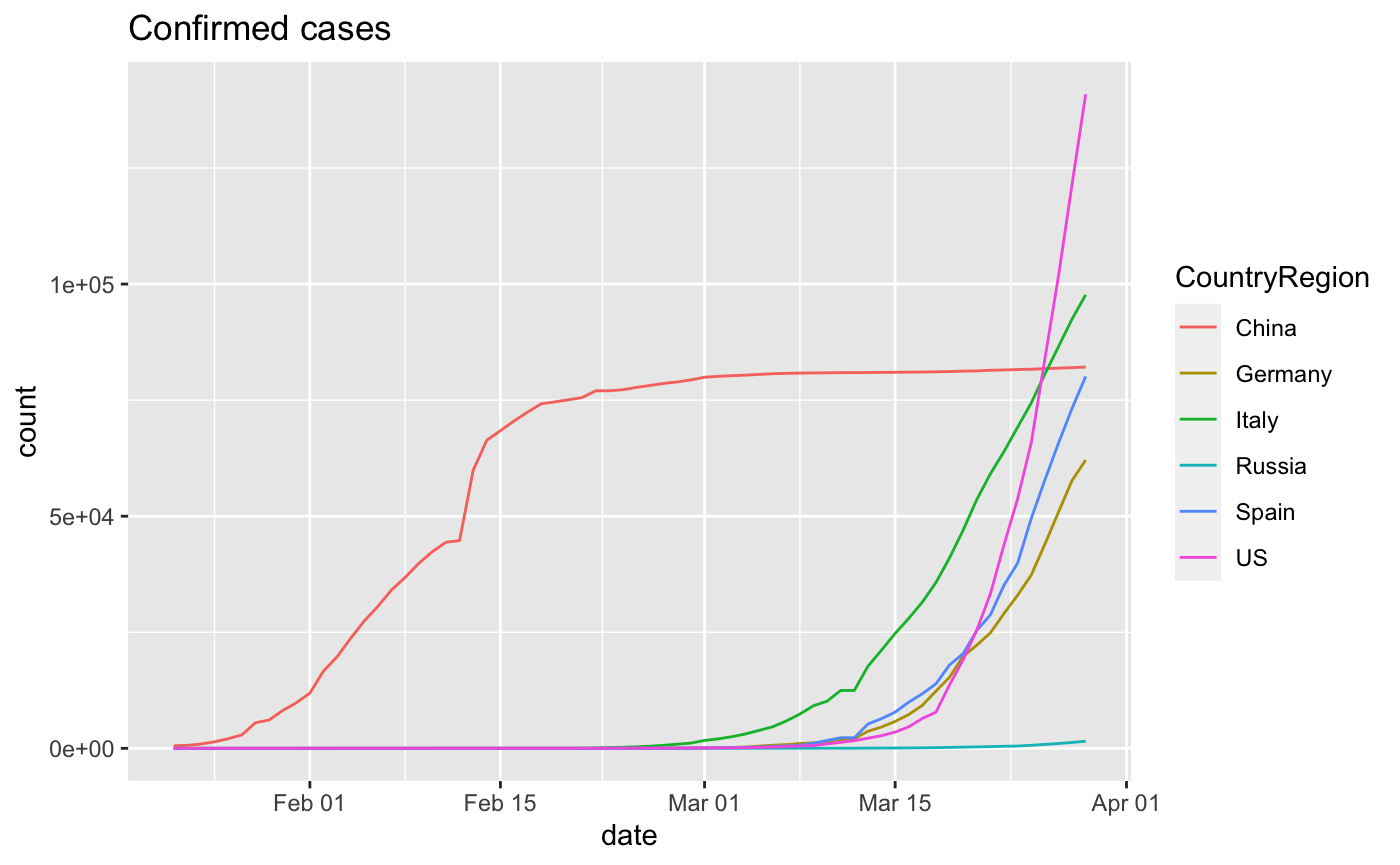 Confirmed cases
count
1e+05
5e+04
0e+00
Feb 01
Feb 15
Mar 01
Mar 15
Apr 01
date
CountryRegion
China
Germany
Italy
Russia
Spain
US